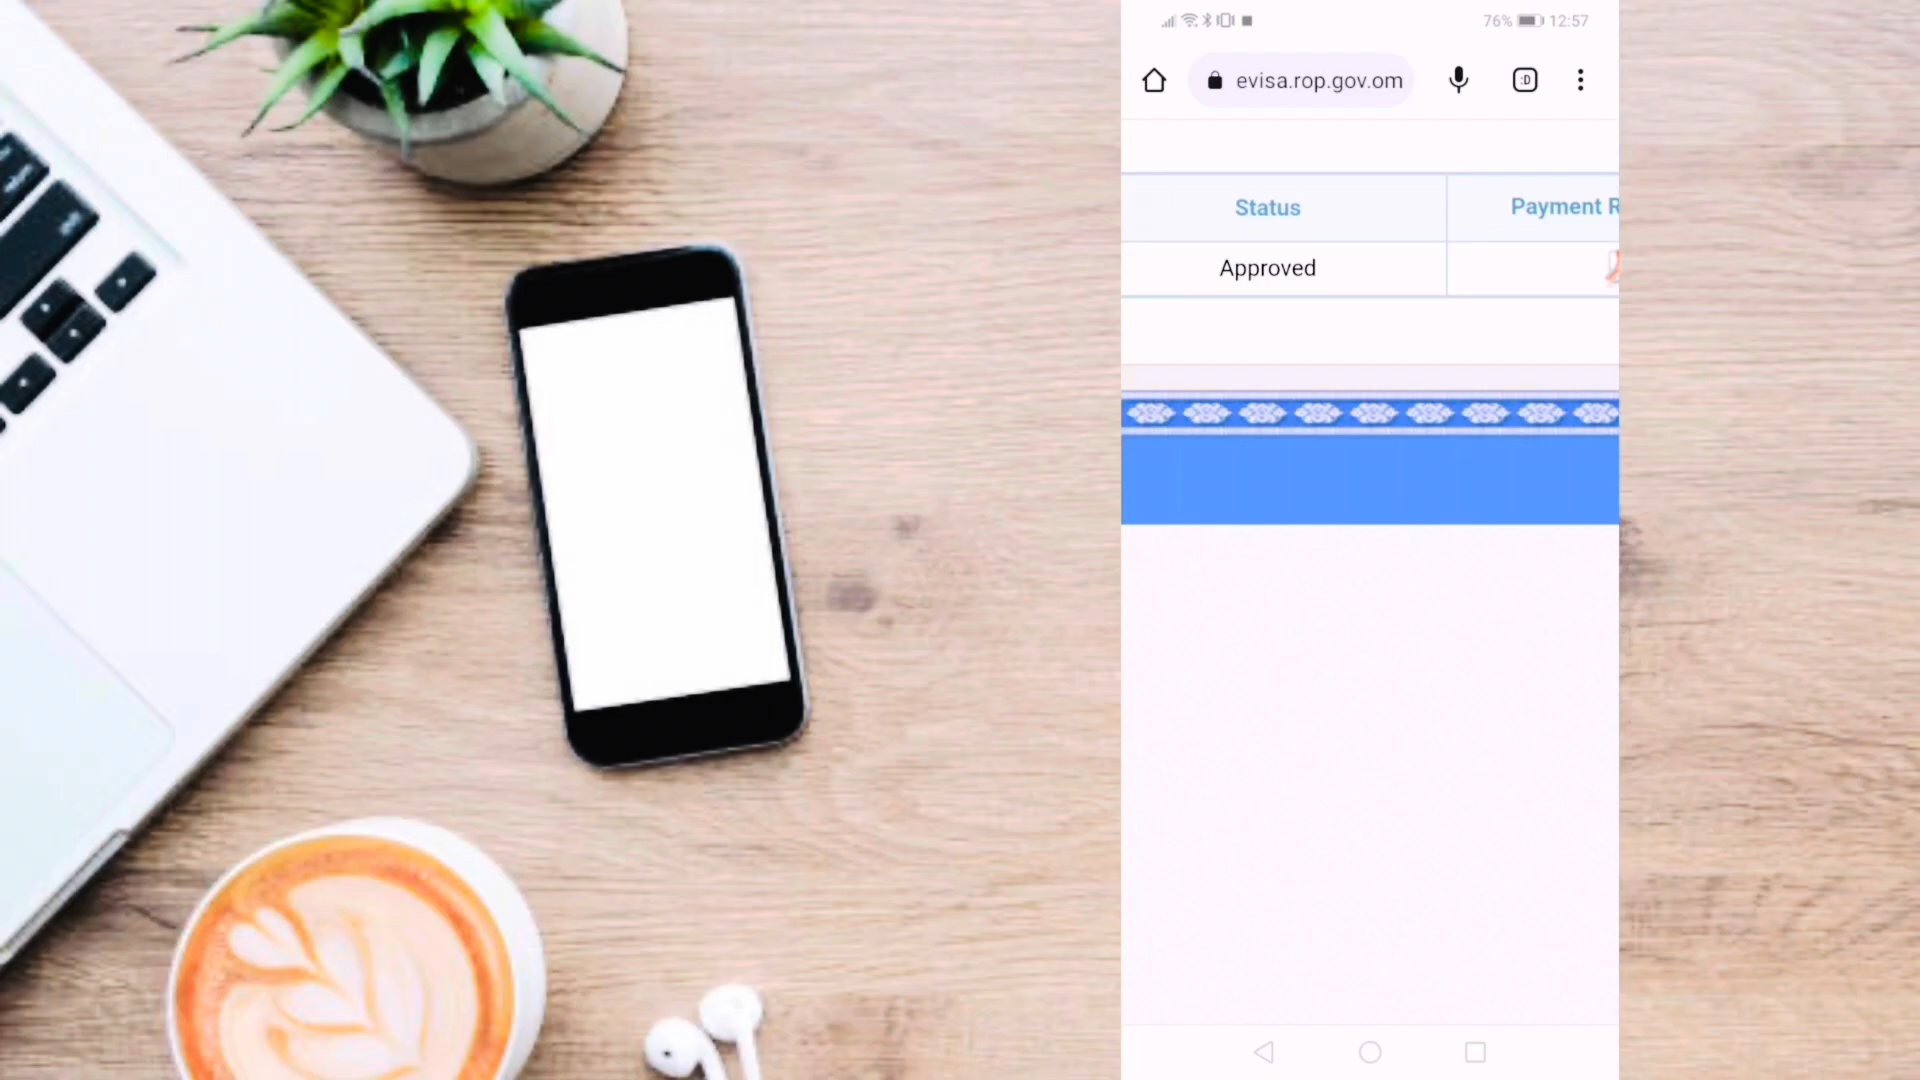 76% 12:57
evisa.rop.gov.om
:D
Status
Payment R
Approved